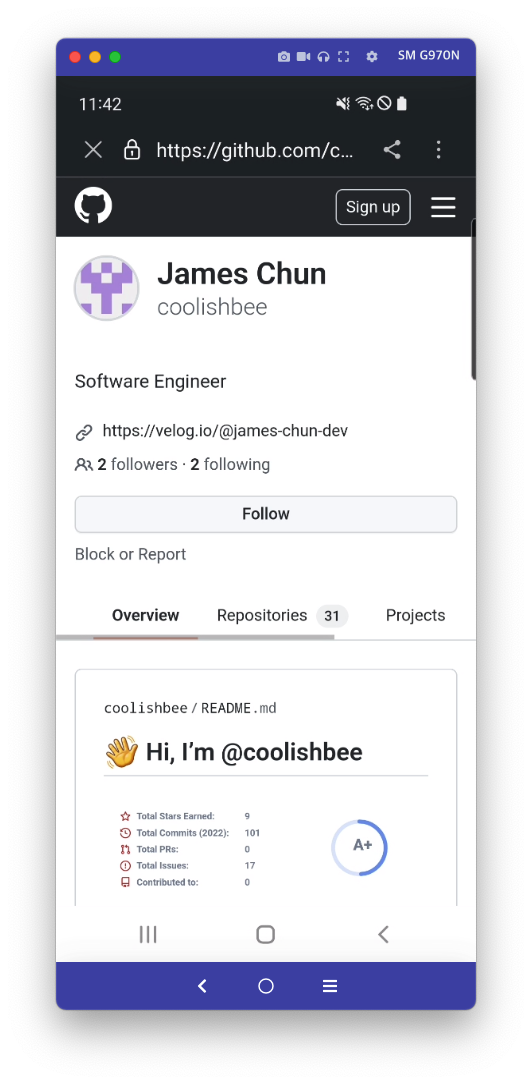 SM G970N
11:42
https://github.com/c...
Sign up
James Chun
coolishbee
Software Engineer
https://velog.io/@james-chun-dev
2 followers · 2 following
Follow
Block or Report
Overview Repositories 31 Projects
coolishbee / README.md
👋 Hi, I'm @coolishbee
Total Stars Earned: 9
Total Commits (2022): 101
Total PRs: 0
Total Issues: 17
Contributed to: 0
A+